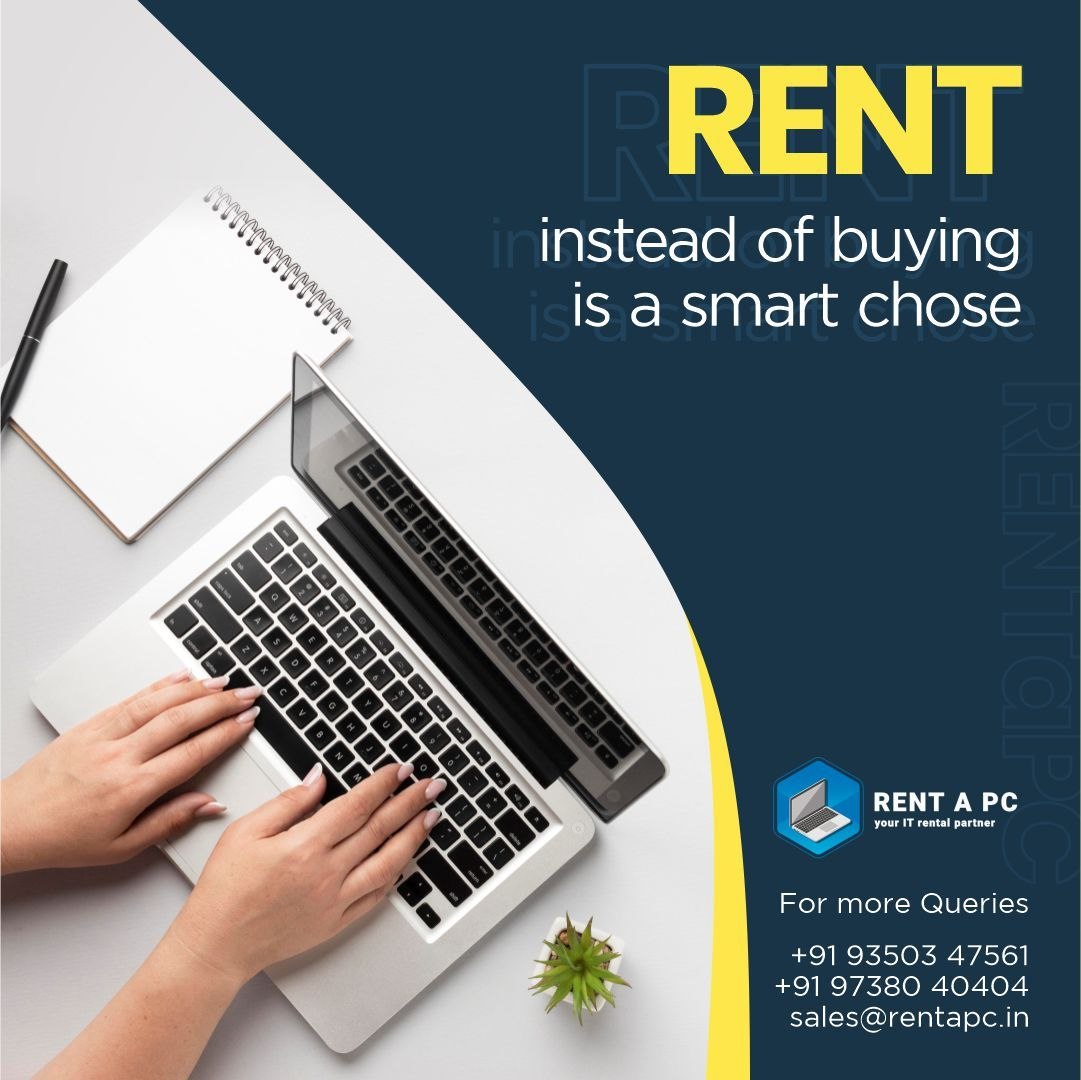 RENT
instead of buying
is a smart chose
RENTaPC
RENT A PC
your IT rental partner
For more Queries
+91 93503 47561
+91 97380 40404
sales@rentapc.in